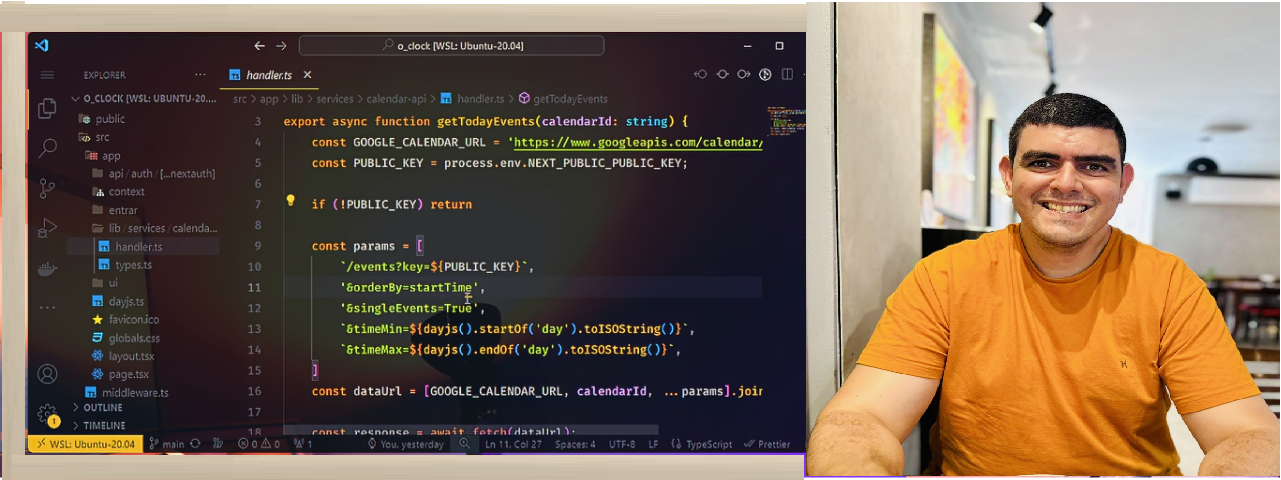 o_clock [WSL: Ubuntu-20.04]
EXPLORER
handler.ts
O_CLOCK [WSL: UBUNTU-20....
public
src
app
api / auth / [...nextauth]
context
entrar
lib / services / calenda...
handler.ts
types.ts
ui
dayjs.ts
favicon.ico
globals.css
layout.tsx
page.tsx
middleware.ts
OUTLINE
TIMELINE
src > app > lib > services > calendar-api > handler.ts > getTodayEvents
3 export async function getTodayEvents(calendarId: string) {
4 const GOOGLE_CALENDAR_URL = 'https://www.googleapis.com/calendar/
5 const PUBLIC_KEY = process.env.NEXT_PUBLIC_PUBLIC_KEY;
6
7 if (!PUBLIC_KEY) return
8
9 const params = [
10 `/events?key=${PUBLIC_KEY}`,
11 '&orderBy=startTime',
12 '&singleEvents=True',
13 `&timeMin=${dayjs().startOf('day').toISOString()}`,
14 `&timeMax=${dayjs().endOf('day').toISOString()}`,
15 ]
16 const dataUrl = [GOOGLE_CALENDAR_URL, calendarId, ...params].join
17
18 const response = await fetch(dataUrl);
1
WSL: Ubuntu-20.04 main 0 0 1 You, yesterday Ln 11, Col 27 Spaces: 4 UTF-8 LF TypeScript Prettier